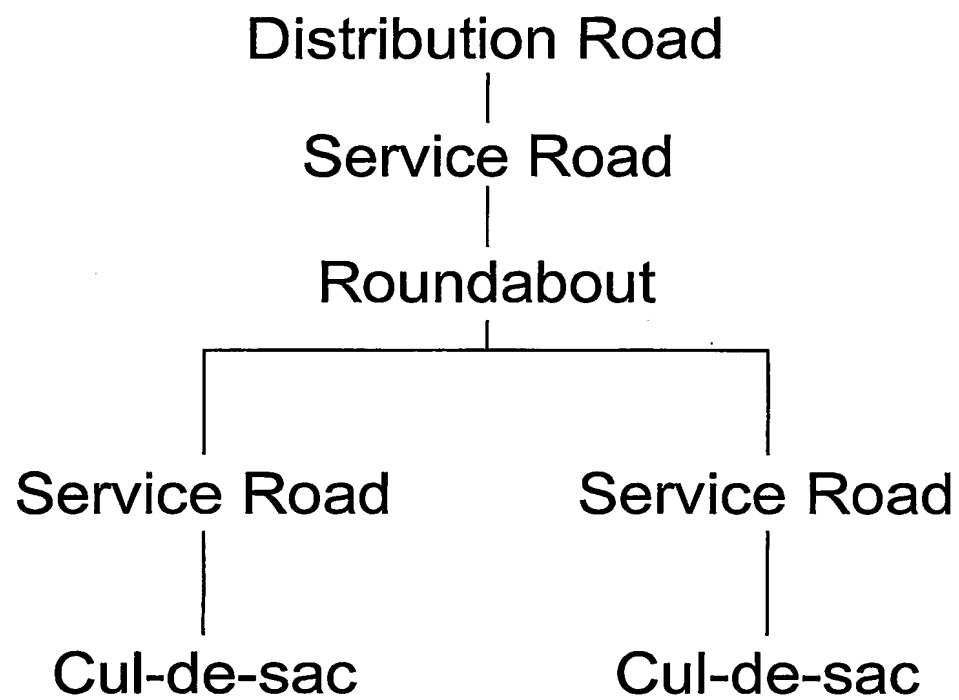 Distribution Road
Service Road
Roundabout
Service Road Service Road
Cul-de-sac Cul-de-sac